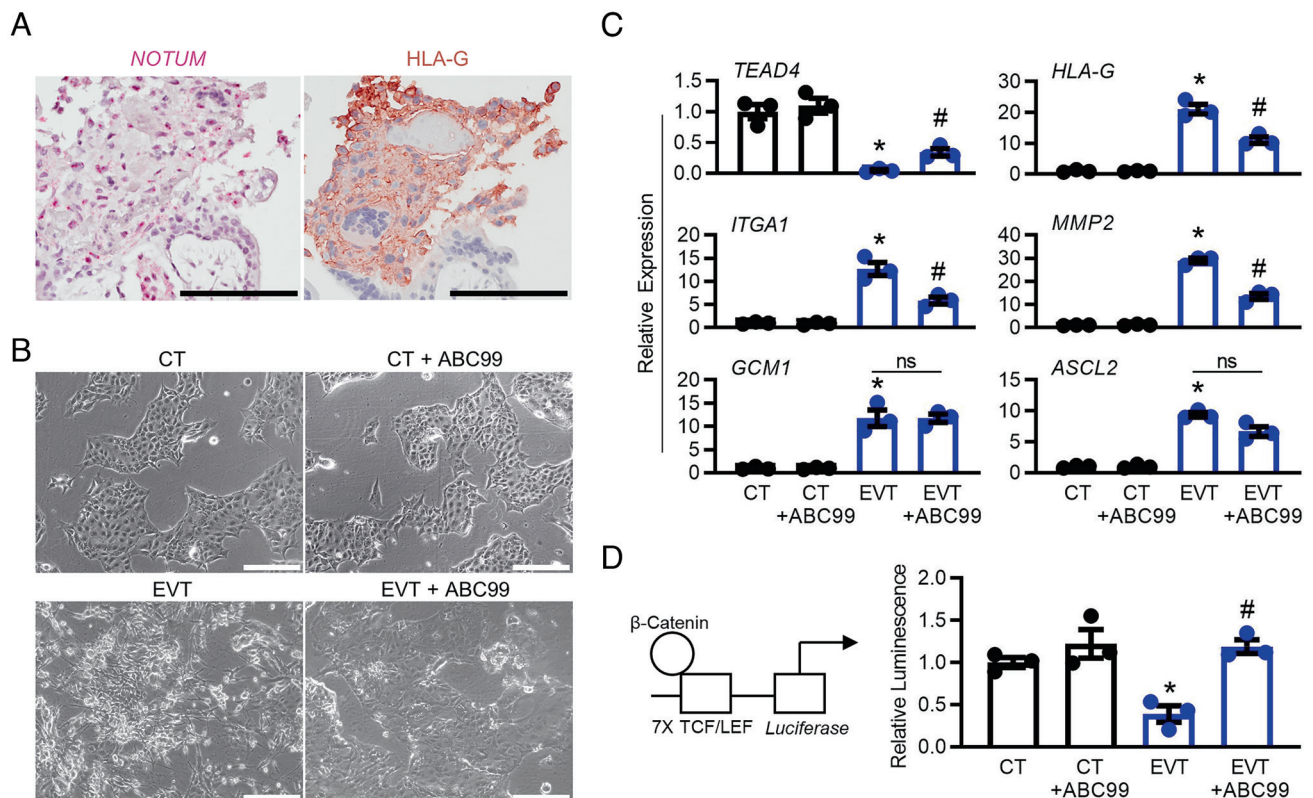 A
NOTUM
HLA-G
B
CT
CT + ABC99
EVT
EVT + ABC99
C
Relative Expression
TEAD4
1.5
1.0
0.5
0.0
*
#
HLA-G
30
20
10
0
*
#
ITGA1
20
15
10
5
0
*
#
MMP2
40
30
20
10
0
*
#
GCM1
20
15
10
5
0
*
ns
ASCL2
15
10
5
0
*
ns
CT
CT
+ABC99
EVT
EVT
+ABC99
CT
CT
+ABC99
EVT
EVT
+ABC99
D
β-Catenin
7X TCF/LEF
Luciferase
Relative Luminescence
2.0
1.5
1.0
0.5
0.0
*
#
CT
CT
+ABC99
EVT
EVT
+ABC99